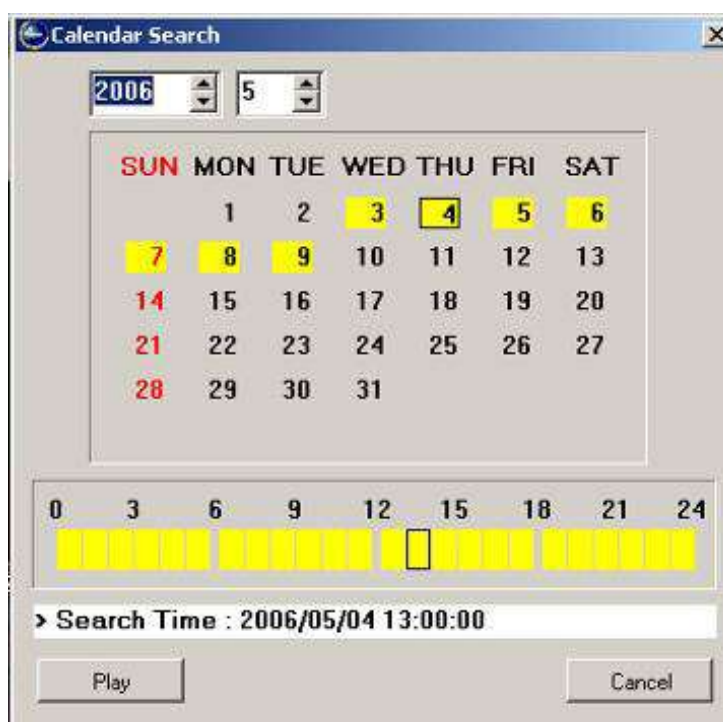 Calendar Search
2006 5
SUN MON TUE WED THU FRI SAT
1 2 3 4 5 6
7 8 9 10 11 12 13
14 15 16 17 18 19 20
21 22 23 24 25 26 27
28 29 30 31
0 3 6 9 12 15 18 21 24
> Search Time : 2006/05/04 13:00:00
Play Cancel